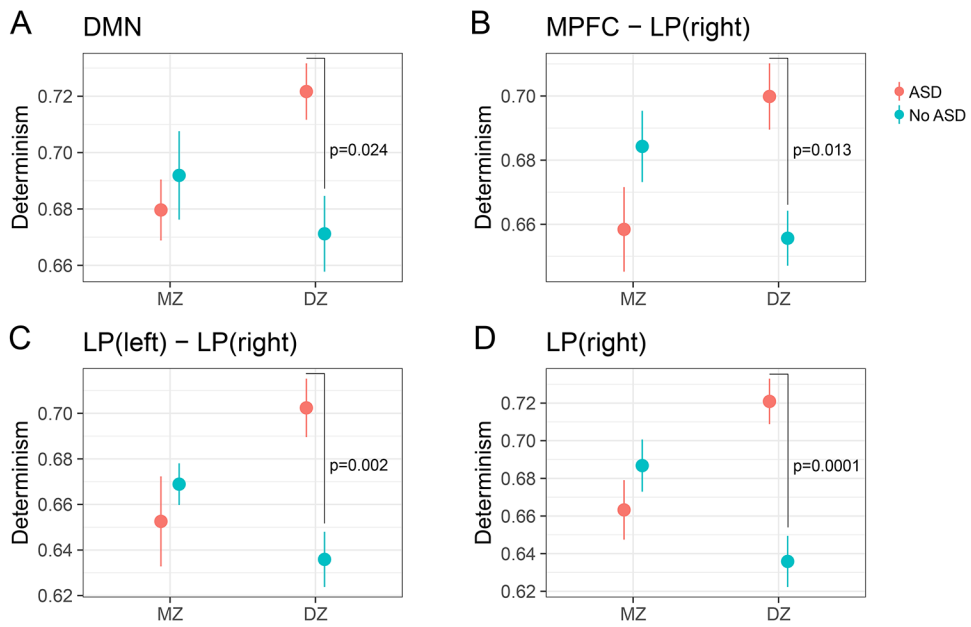 A DMN
Determinism
0.72
0.70
0.68
0.66
p=0.024
MZ DZ
B MPFC − LP(right)
Determinism
0.70
0.68
0.66
p=0.013
MZ DZ
ASD
No ASD
C LP(left) − LP(right)
Determinism
0.70
0.68
0.66
0.64
0.62
p=0.002
MZ DZ
D LP(right)
Determinism
0.72
0.70
0.68
0.66
0.64
0.62
p=0.0001
MZ DZ